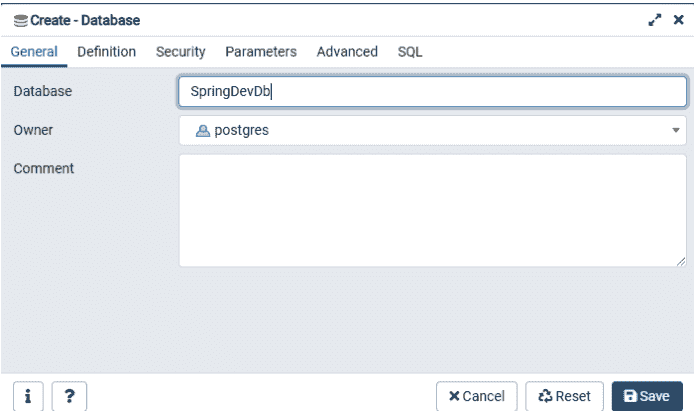 Create - Database
General Definition Security Parameters Advanced SQL
Database SpringDevDb
Owner postgres
Comment
i ? Cancel Reset Save